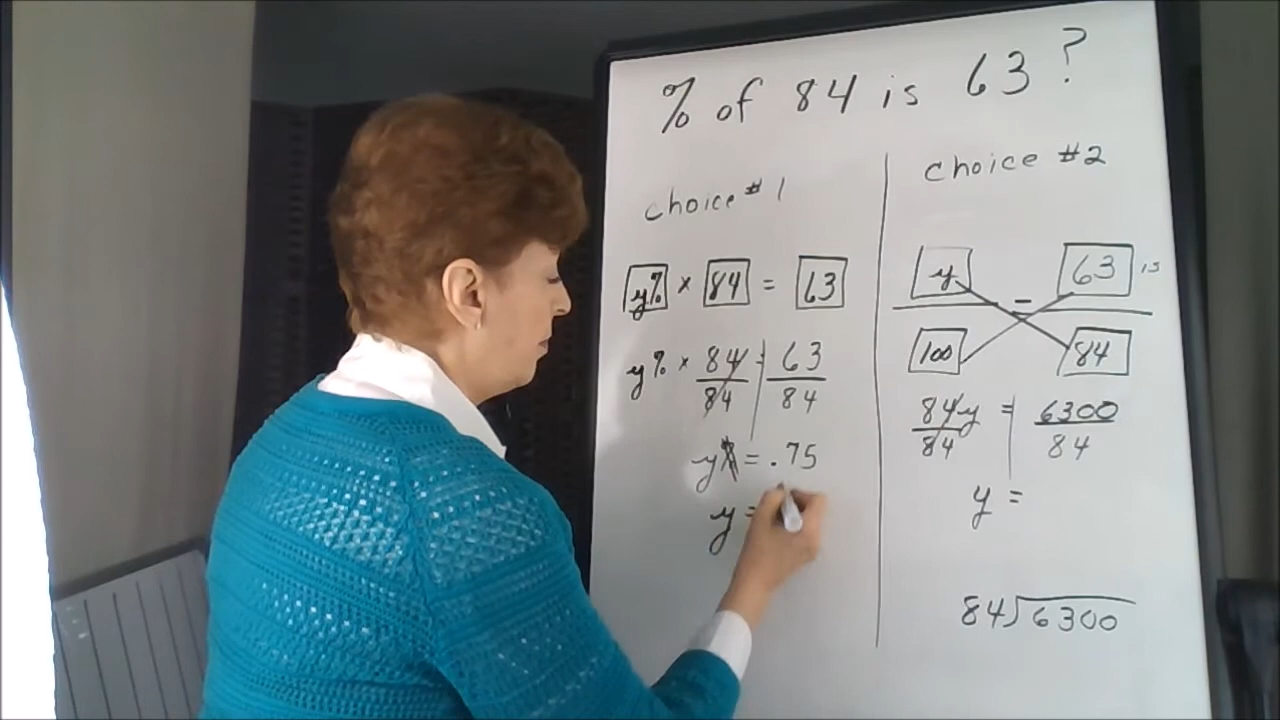 % of 84 is 63 ?
choice # 1
y% × 84 = 63
y% × 84 = 63
84 84
y = .75
y =
choice #2
y = 63 is
100 84
84y = 6300
84 84
y =
84)6300